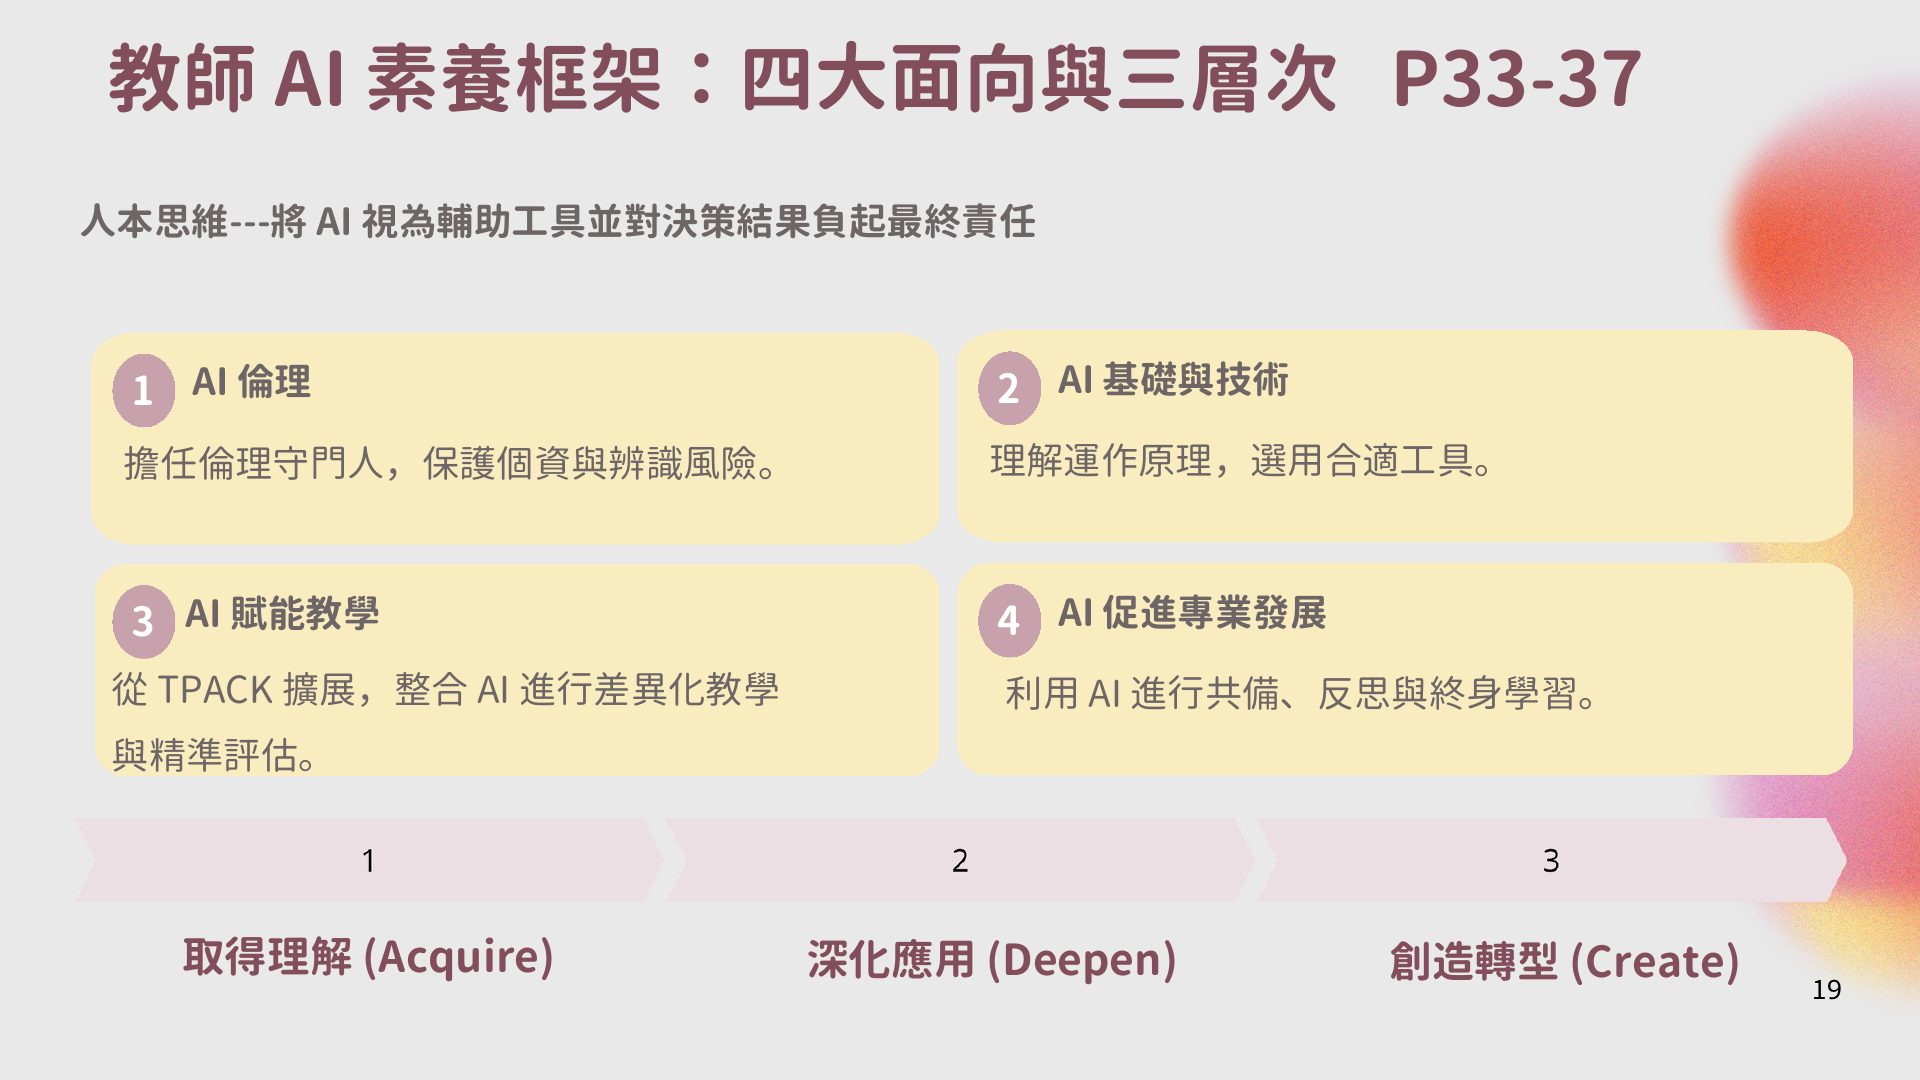 教師 AI 素養框架：四大面向與三層次 P33-37
人本思維---將 AI 視為輔助工具並對決策結果負起最終責任
1 AI 倫理
擔任倫理守門人，保護個資與辨識風險。
2 AI 基礎與技術
理解運作原理，選用合適工具。
3 AI 賦能教學
從 TPACK 擴展，整合 AI 進行差異化教學
與精準評估。
4 AI 促進專業發展
利用 AI 進行共備、反思與終身學習。
1
2
3
取得理解 (Acquire)
深化應用 (Deepen)
創造轉型 (Create)
19